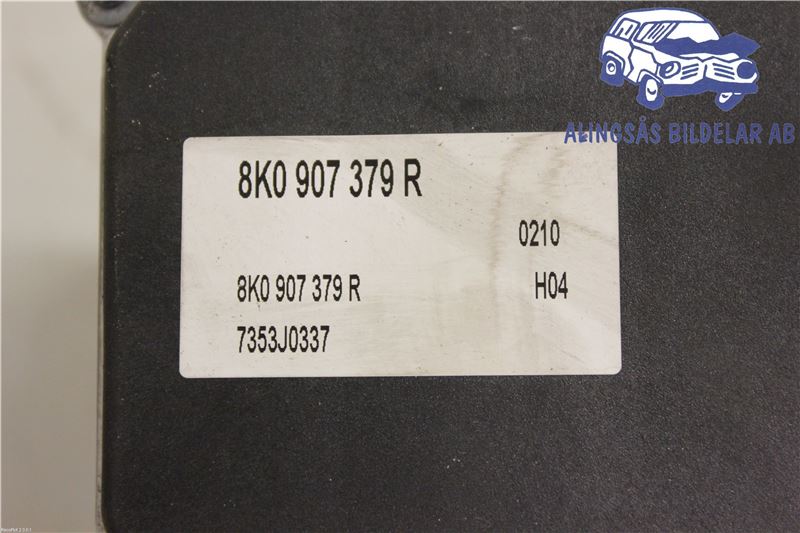 ALINGSÅS BILDELAR AB
8K0 907 379 R
0210
8K0 907 379 R H04
7353J0337